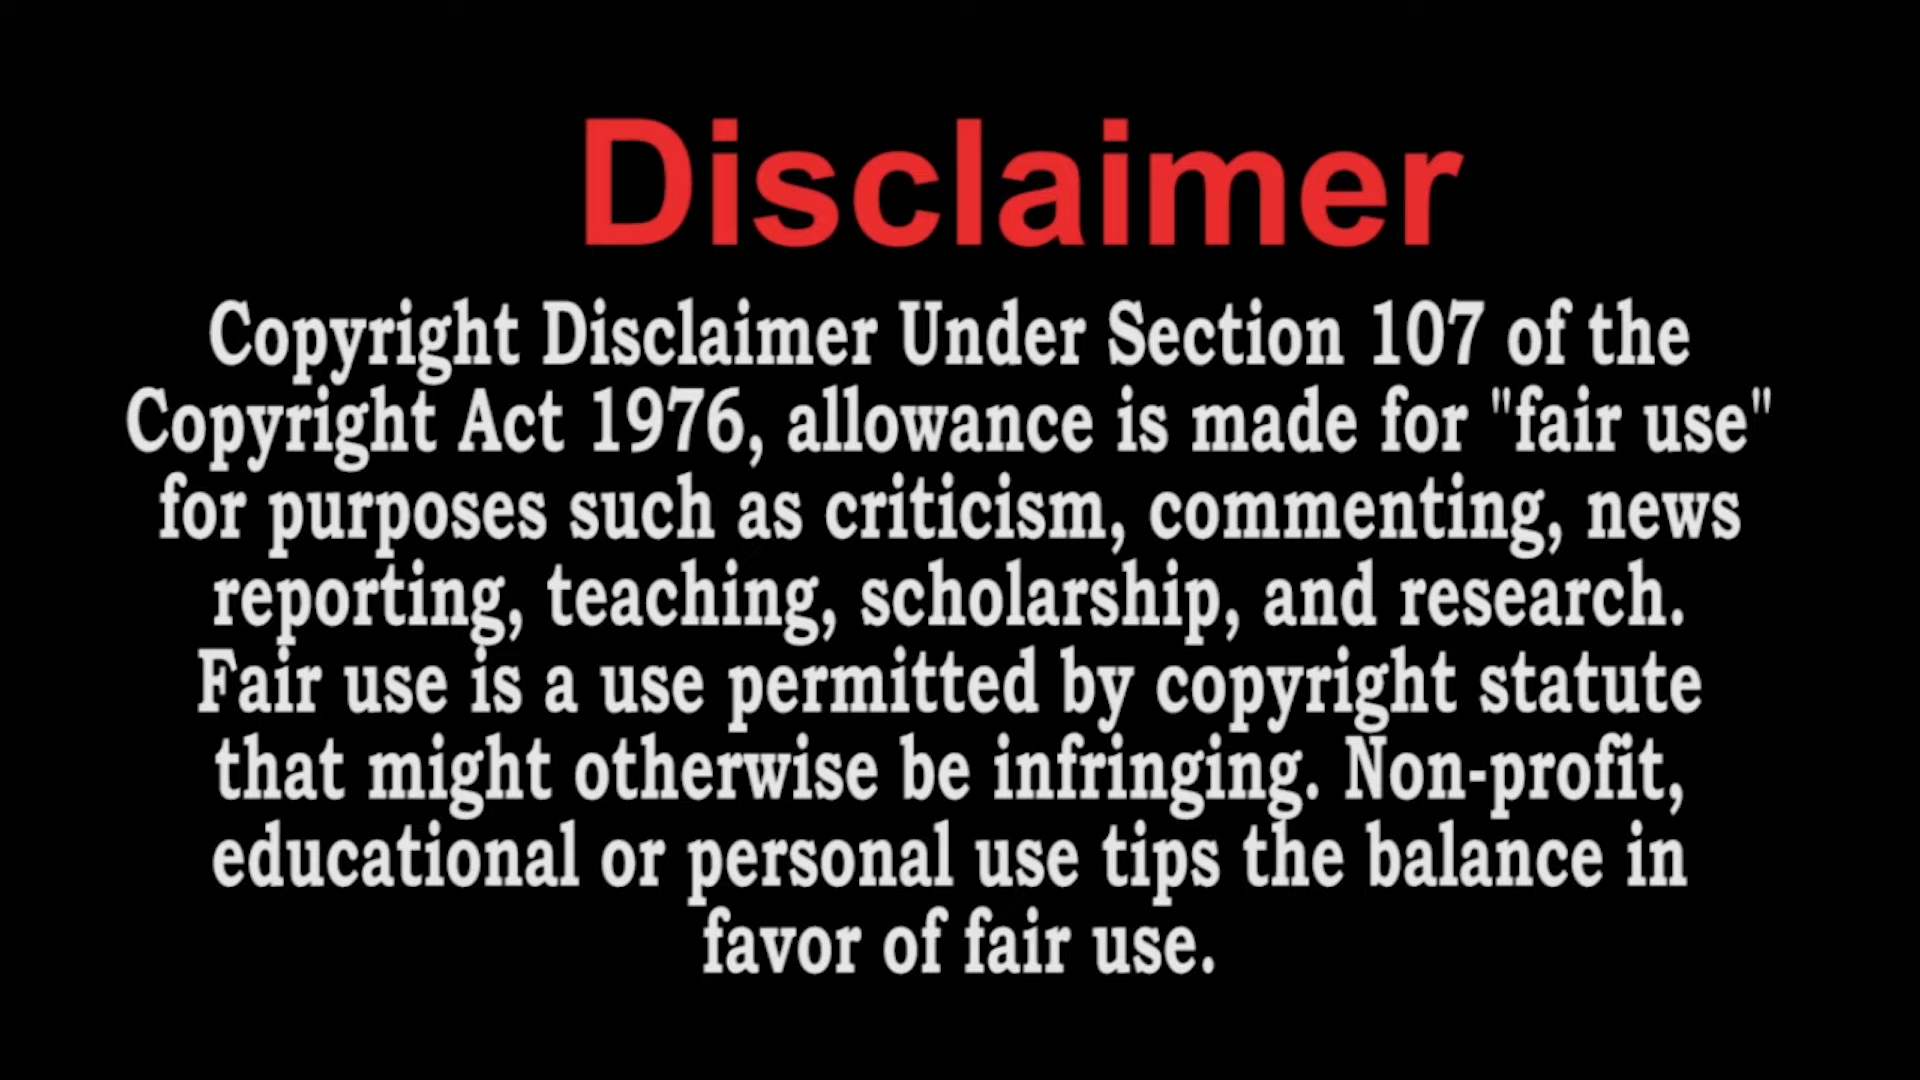 Disclaimer
Copyright Disclaimer Under Section 107 of the
Copyright Act 1976, allowance is made for "fair use"
for purposes such as criticism, commenting, news
reporting, teaching, scholarship, and research.
Fair use is a use permitted by copyright statute
that might otherwise be infringing. Non-profit,
educational or personal use tips the balance in
favor of fair use.